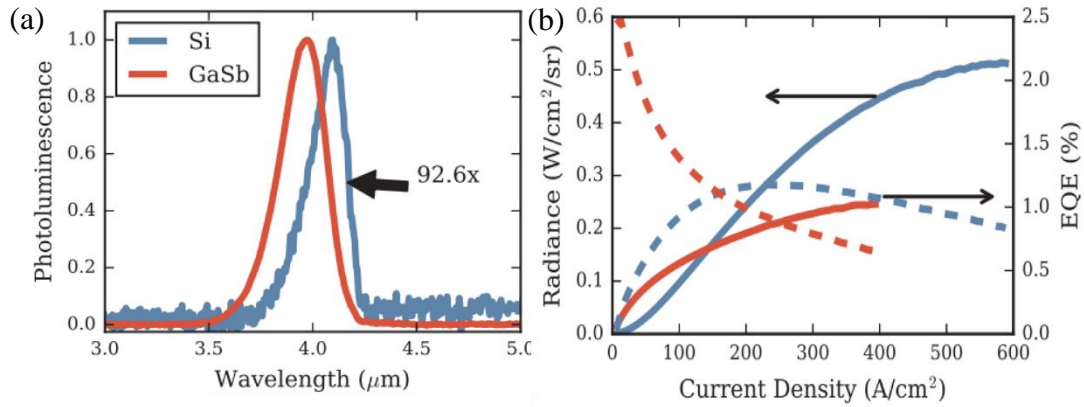 (a)
1.0
0.8
0.6
0.4
0.2
0.0
Photoluminescence
Si
GaSb
92.6x
3.0 3.5 4.0 4.5 5.0
Wavelength (μm)
(b)
0.6
0.5
0.4
0.3
0.2
0.1
0.0
Radiance (W/cm²/sr)
2.5
2.0
1.5
1.0
0.5
0.0
EQE (%)
0 100 200 300 400 500 600
Current Density (A/cm²)